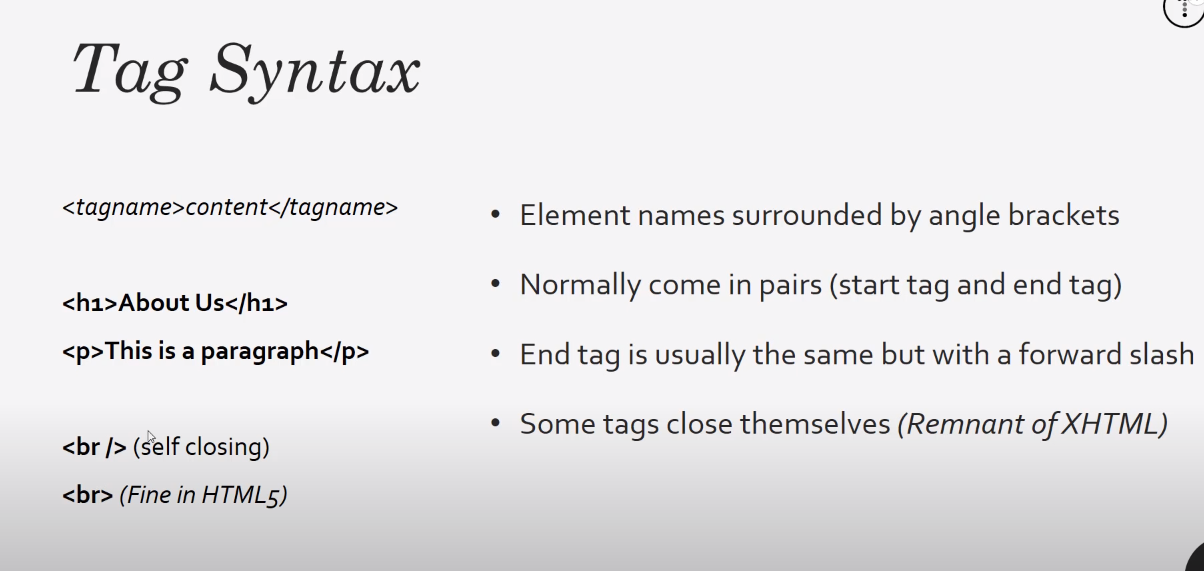 Tag Syntax
<tagname>content</tagname>
<h1>About Us</h1>
<p>This is a paragraph</p>
<br /> (self closing)
<br> (Fine in HTML5)
• Element names surrounded by angle brackets
• Normally come in pairs (start tag and end tag)
• End tag is usually the same but with a forward slash
• Some tags close themselves (Remnant of XHTML)